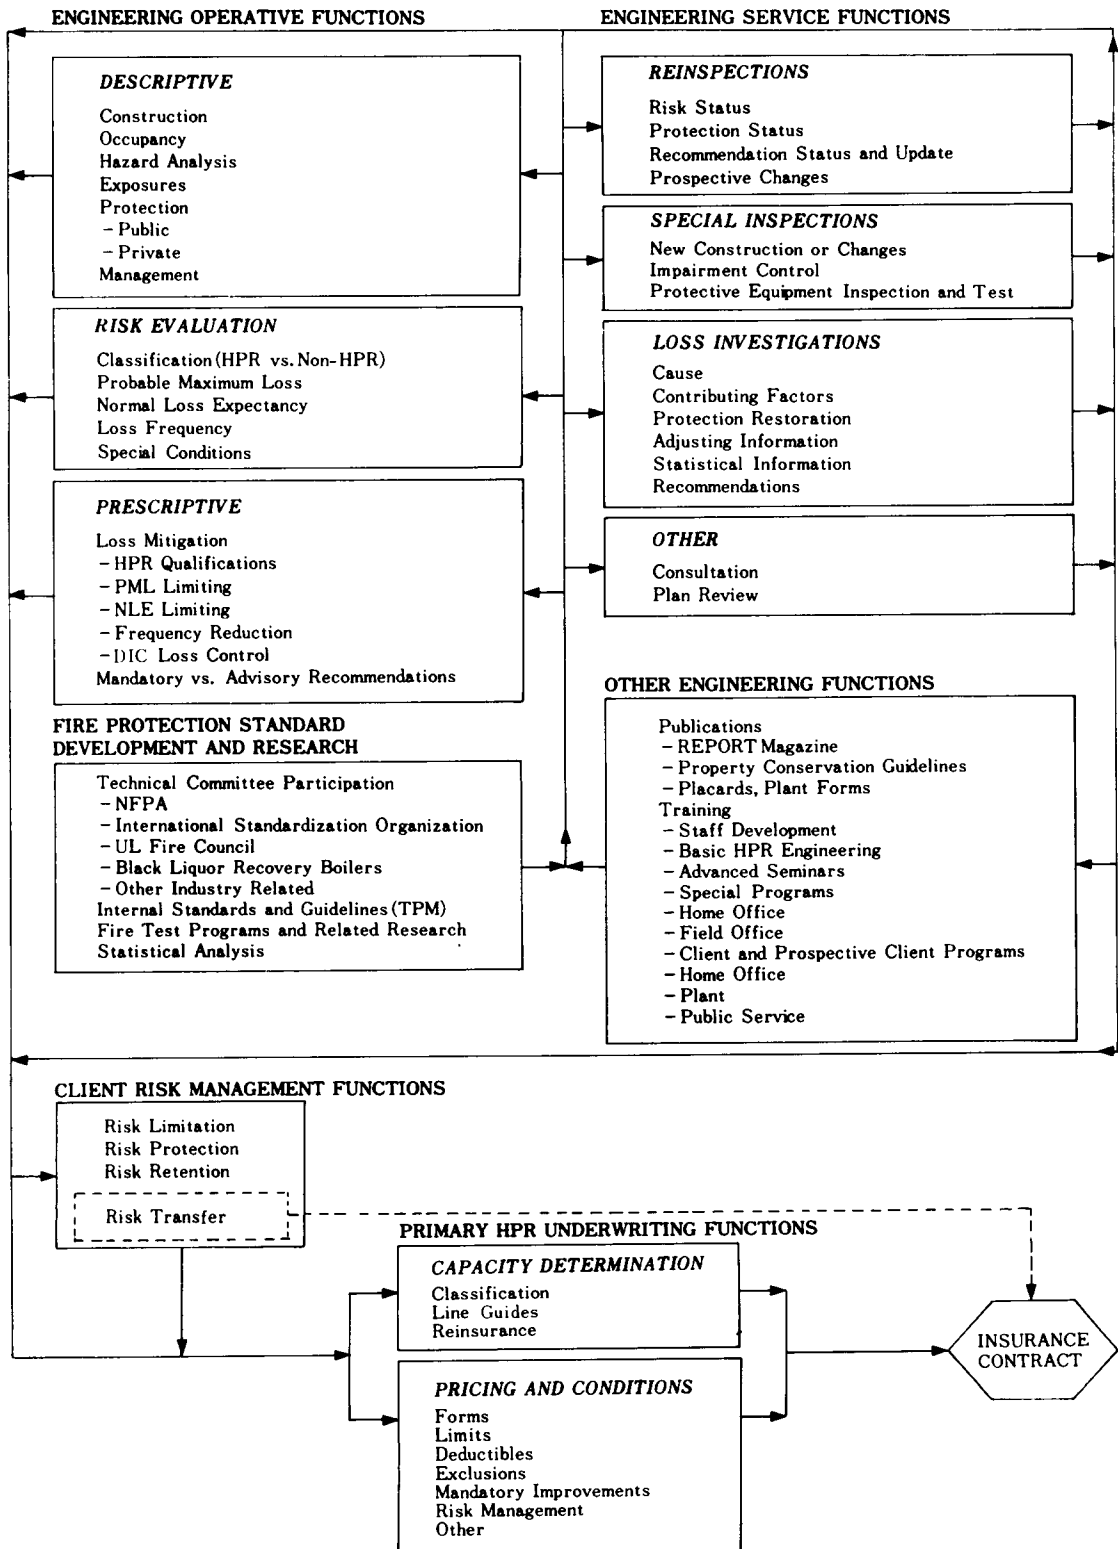 ENGINEERING OPERATIVE FUNCTIONS
DESCRIPTIVE
Construction
Occupancy
Hazard Analysis
Exposures
Protection
- Public
- Private
Management
RISK EVALUATION
Classification (HPR vs. Non-HPR)
Probable Maximum Loss
Normal Loss Expectancy
Loss Frequency
Special Conditions
PRESCRIPTIVE
Loss Mitigation
- HPR Qualifications
- PML Limiting
- NLE Limiting
- Frequency Reduction
- DIC Loss Control
Mandatory vs. Advisory Recommendations
FIRE PROTECTION STANDARD
DEVELOPMENT AND RESEARCH
Technical Committee Participation
- NFPA
- International Standardization Organization
- UL Fire Council
- Black Liquor Recovery Boilers
- Other Industry Related
Internal Standards and Guidelines (TPM)
Fire Test Programs and Related Research
Statistical Analysis
ENGINEERING SERVICE FUNCTIONS
REINSPECTIONS
Risk Status
Protection Status
Recommendation Status and Update
Prospective Changes
SPECIAL INSPECTIONS
New Construction or Changes
Impairment Control
Protective Equipment Inspection and Test
LOSS INVESTIGATIONS
Cause
Contributing Factors
Protection Restoration
Adjusting Information
Statistical Information
Recommendations
OTHER
Consultation
Plan Review
OTHER ENGINEERING FUNCTIONS
Publications
- REPORT Magazine
- Property Conservation Guidelines
- Placards, Plant Forms
Training
- Staff Development
- Basic HPR Engineering
- Advanced Seminars
- Special Programs
- Home Office
- Field Office
- Client and Prospective Client Programs
- Home Office
- Plant
- Public Service
CLIENT RISK MANAGEMENT FUNCTIONS
Risk Limitation
Risk Protection
Risk Retention
Risk Transfer
PRIMARY HPR UNDERWRITING FUNCTIONS
CAPACITY DETERMINATION
Classification
Line Guides
Reinsurance
PRICING AND CONDITIONS
Forms
Limits
Deductibles
Exclusions
Mandatory Improvements
Risk Management
Other
INSURANCE
CONTRACT